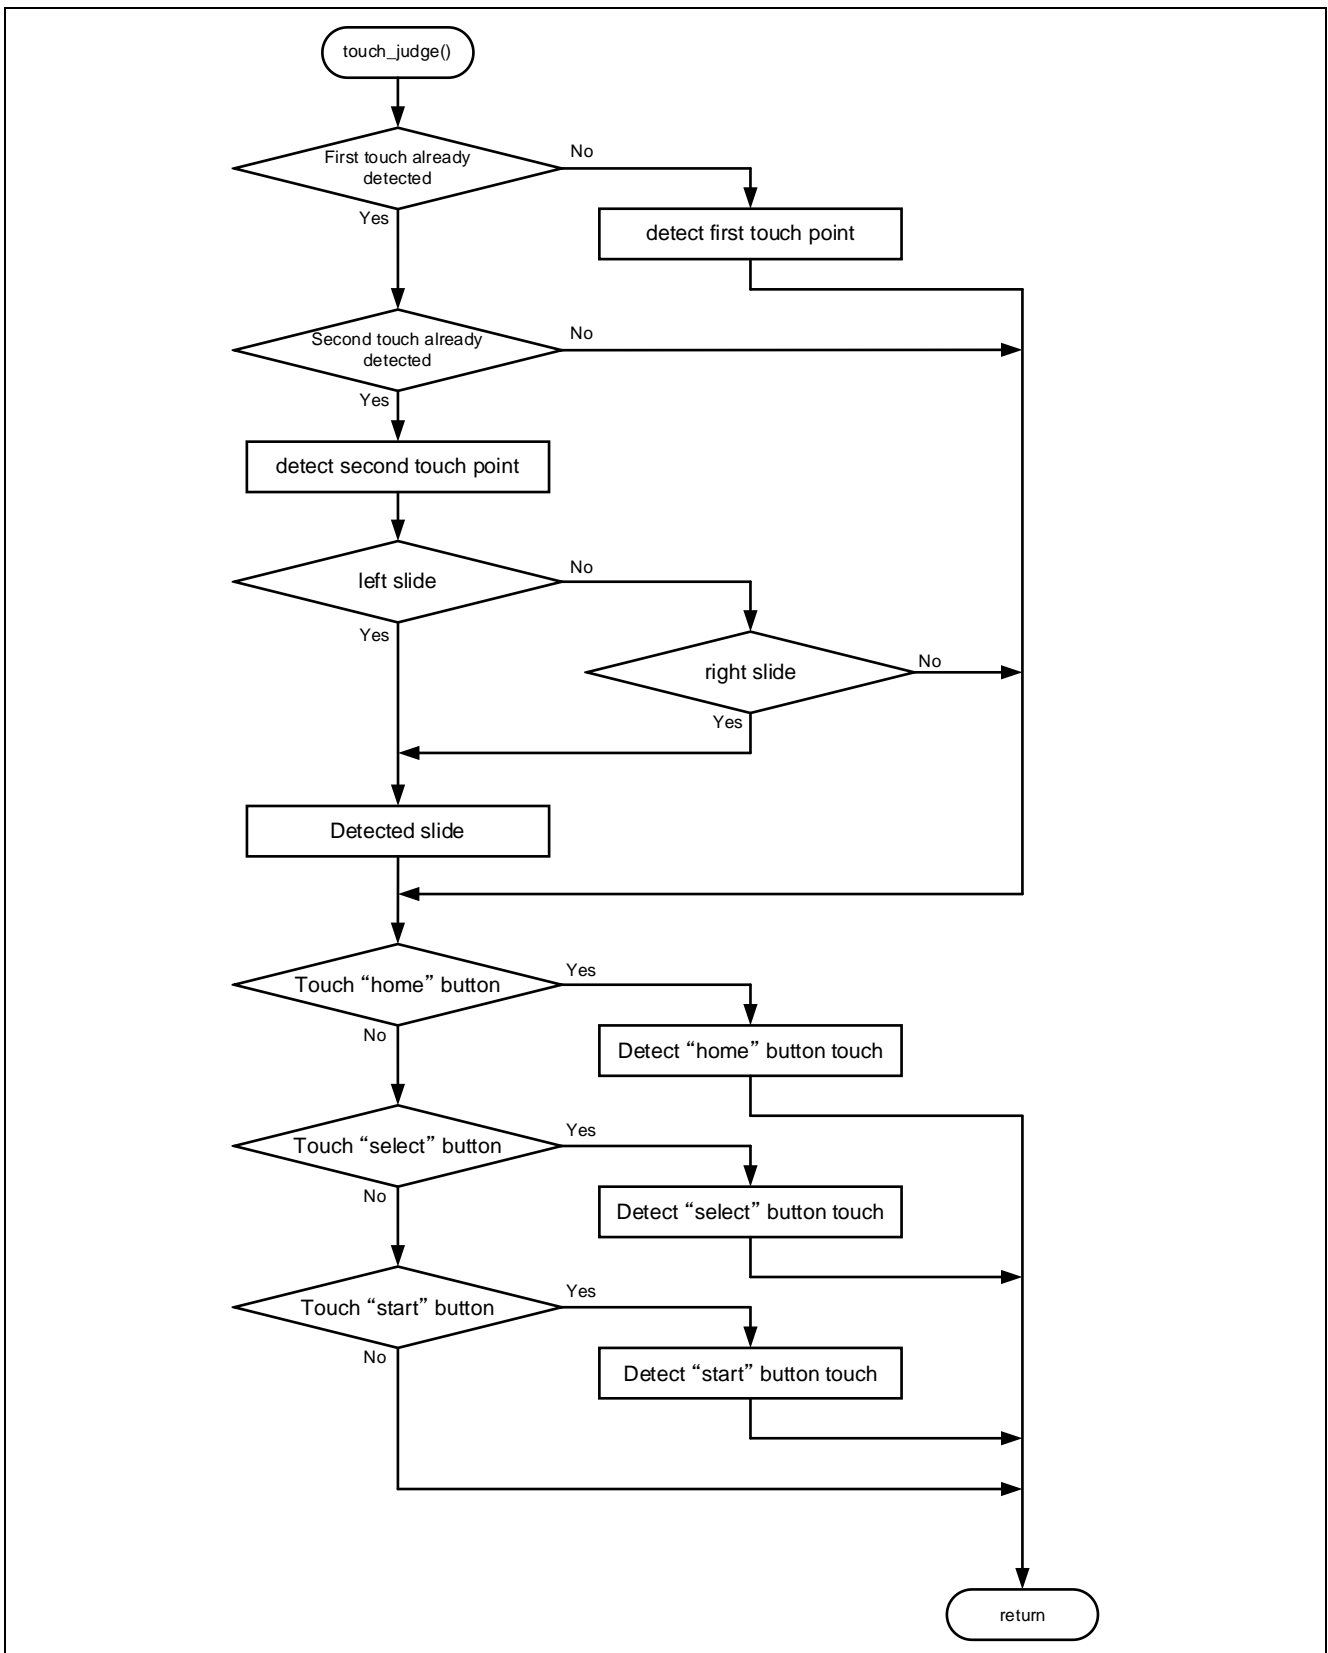 touch_judge()
First touch already
detected
No
Yes
detect first touch point
Second touch already
detected
No
Yes
detect second touch point
left slide
No
Yes
right slide
No
Yes
Detected slide
Touch “home” button
Yes
No
Detect “home” button touch
Touch “select” button
Yes
No
Detect “select” button touch
Touch “start” button
Yes
No
Detect “start” button touch
return